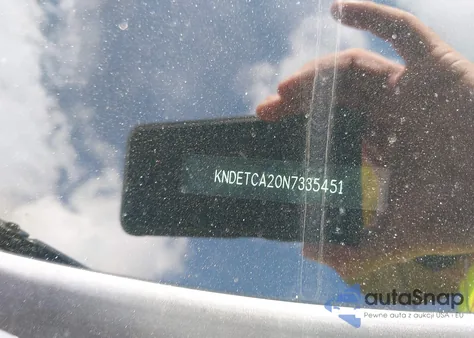 KNDETCA20N7335451
autaSnap
Pewne auta z aukcji USA i EU